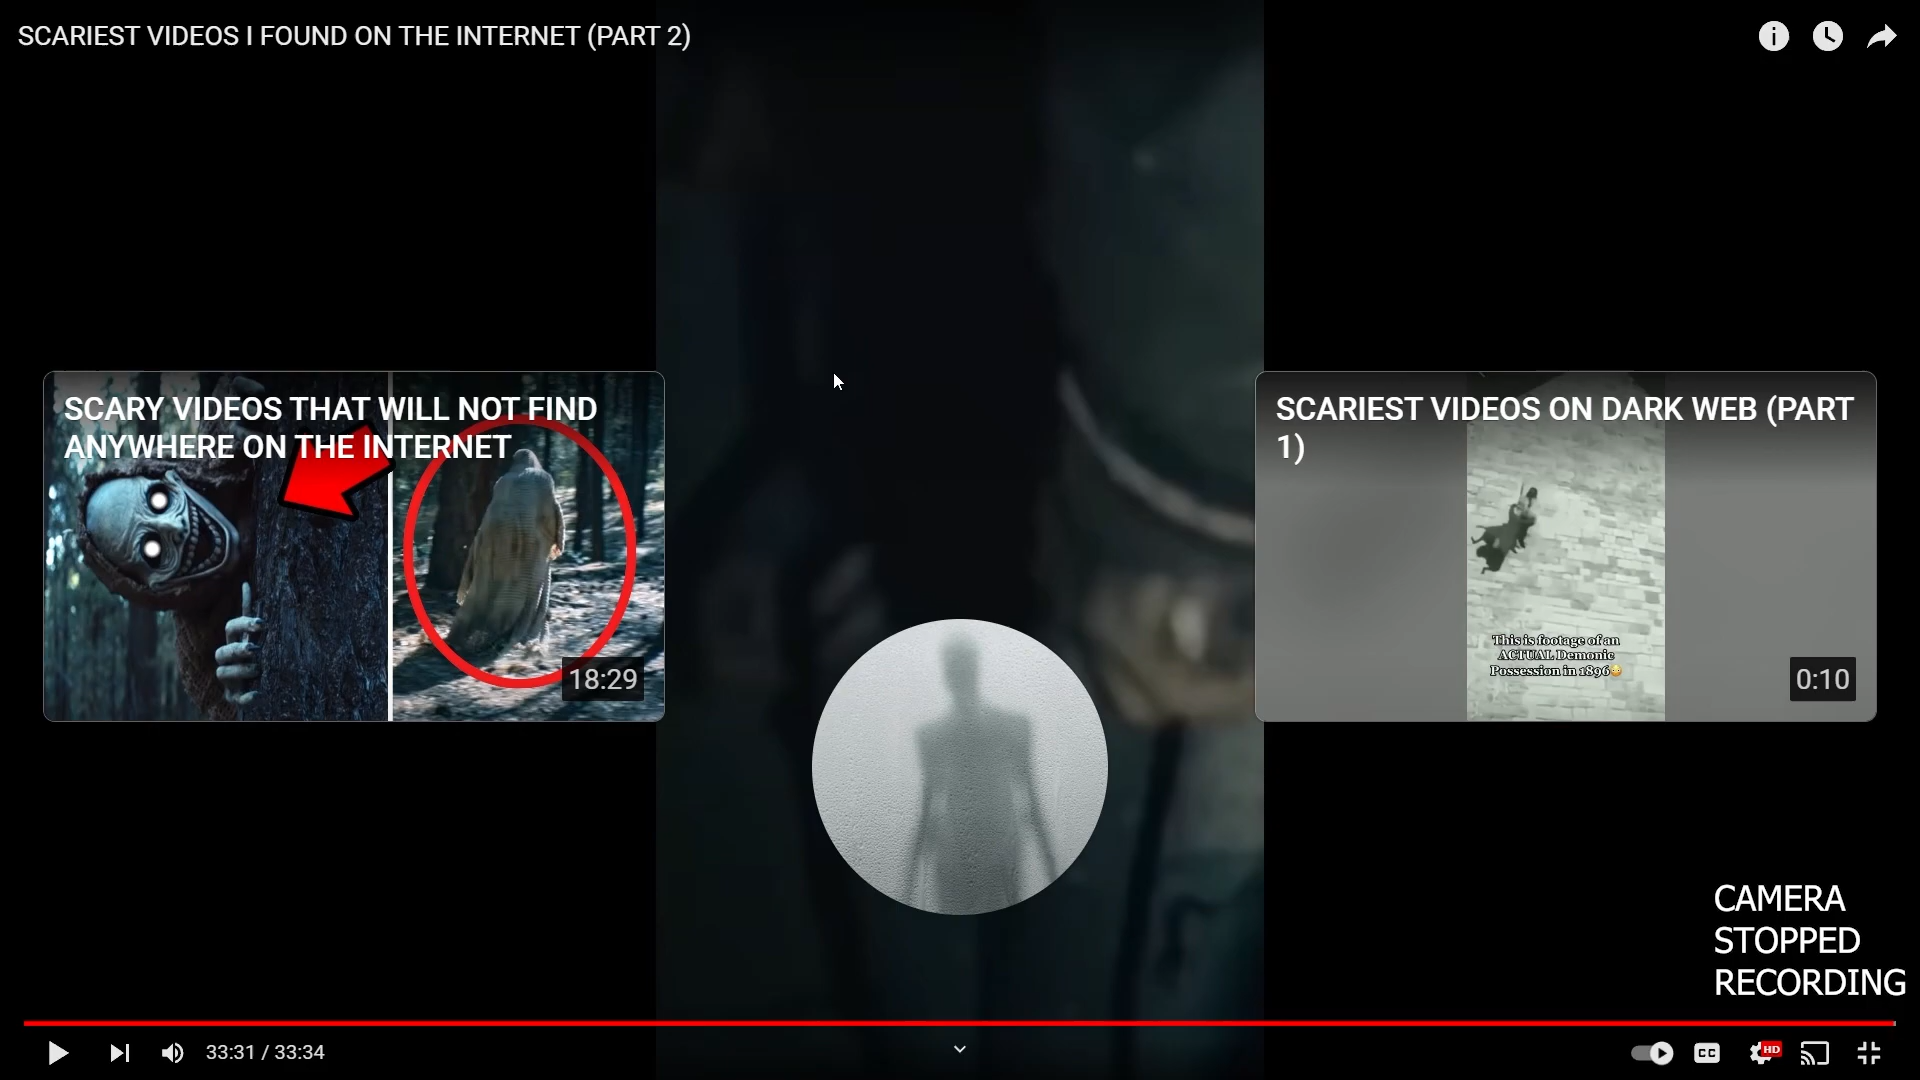 SCARIEST VIDEOS I FOUND ON THE INTERNET (PART 2)
SCARY VIDEOS THAT WILL NOT FIND
ANYWHERE ON THE INTERNET
18:29
SCARIEST VIDEOS ON DARK WEB (PART
1)
This is footage of an
ACTUAL Demonic
Possession in 1896
0:10
CAMERA
STOPPED
RECORDING
33:31 / 33:34
CC
HD